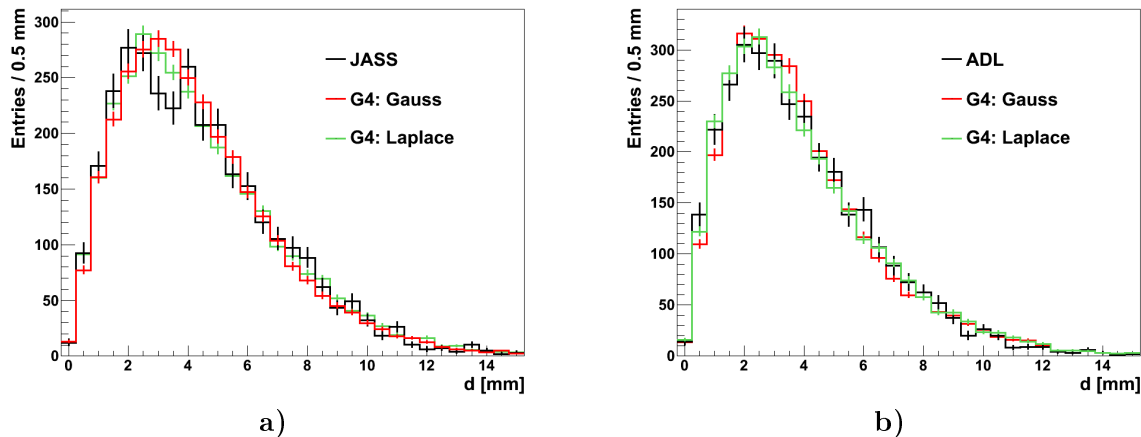 Entries / 0.5 mm
300
250
200
150
100
50
0
JASS
G4: Gauss
G4: Laplace
0 2 4 6 8 10 12 14
d [mm]
a)
Entries / 0.5 mm
300
250
200
150
100
50
0
ADL
G4: Gauss
G4: Laplace
0 2 4 6 8 10 12 14
d [mm]
b)